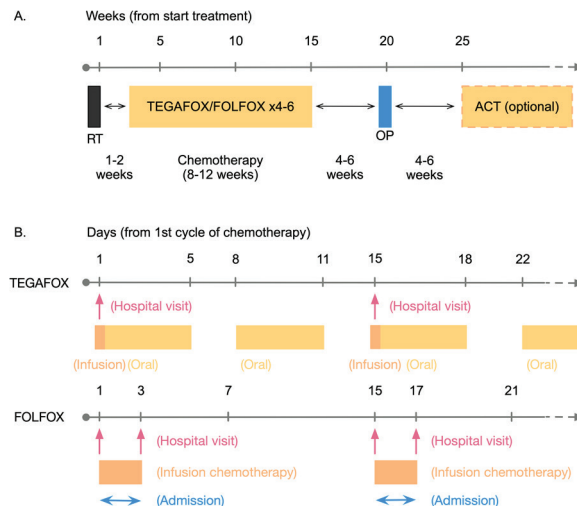 A. Weeks (from start treatment)
1 5 10 15 20 25
TEGAFOX/FOLFOX x4-6
ACT (optional)
RT
OP
1-2 weeks
Chemotherapy (8-12 weeks)
4-6 weeks
4-6 weeks
B. Days (from 1st cycle of chemotherapy)
1 5 8 11 15 18 22
TEGAFOX
(Hospital visit) (Hospital visit)
(Infusion) (Oral) (Oral) (Infusion) (Oral) (Oral)
1 3 7 15 17 21
FOLFOX
(Hospital visit) (Hospital visit)
(Infusion chemotherapy) (Infusion chemotherapy)
(Admission) (Admission)